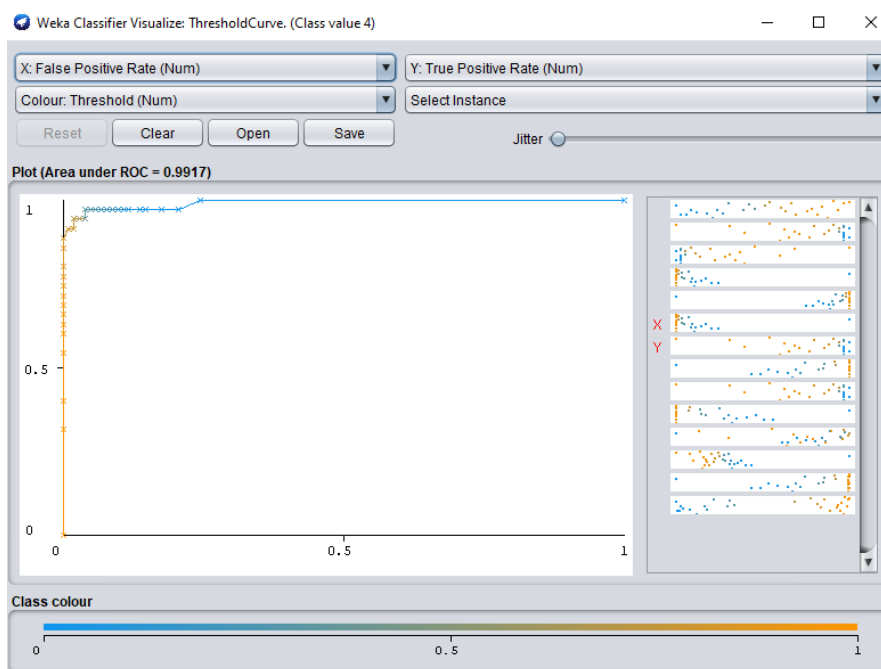 Weka Classifier Visualize: ThresholdCurve. (Class value 4)
X: False Positive Rate (Num) Y: True Positive Rate (Num)
Colour: Threshold (Num) Select Instance
Reset Clear Open Save Jitter
Plot (Area under ROC = 0.9917)
1
0.5
0
0 0.5 1
X
Y
Class colour
0 0.5 1